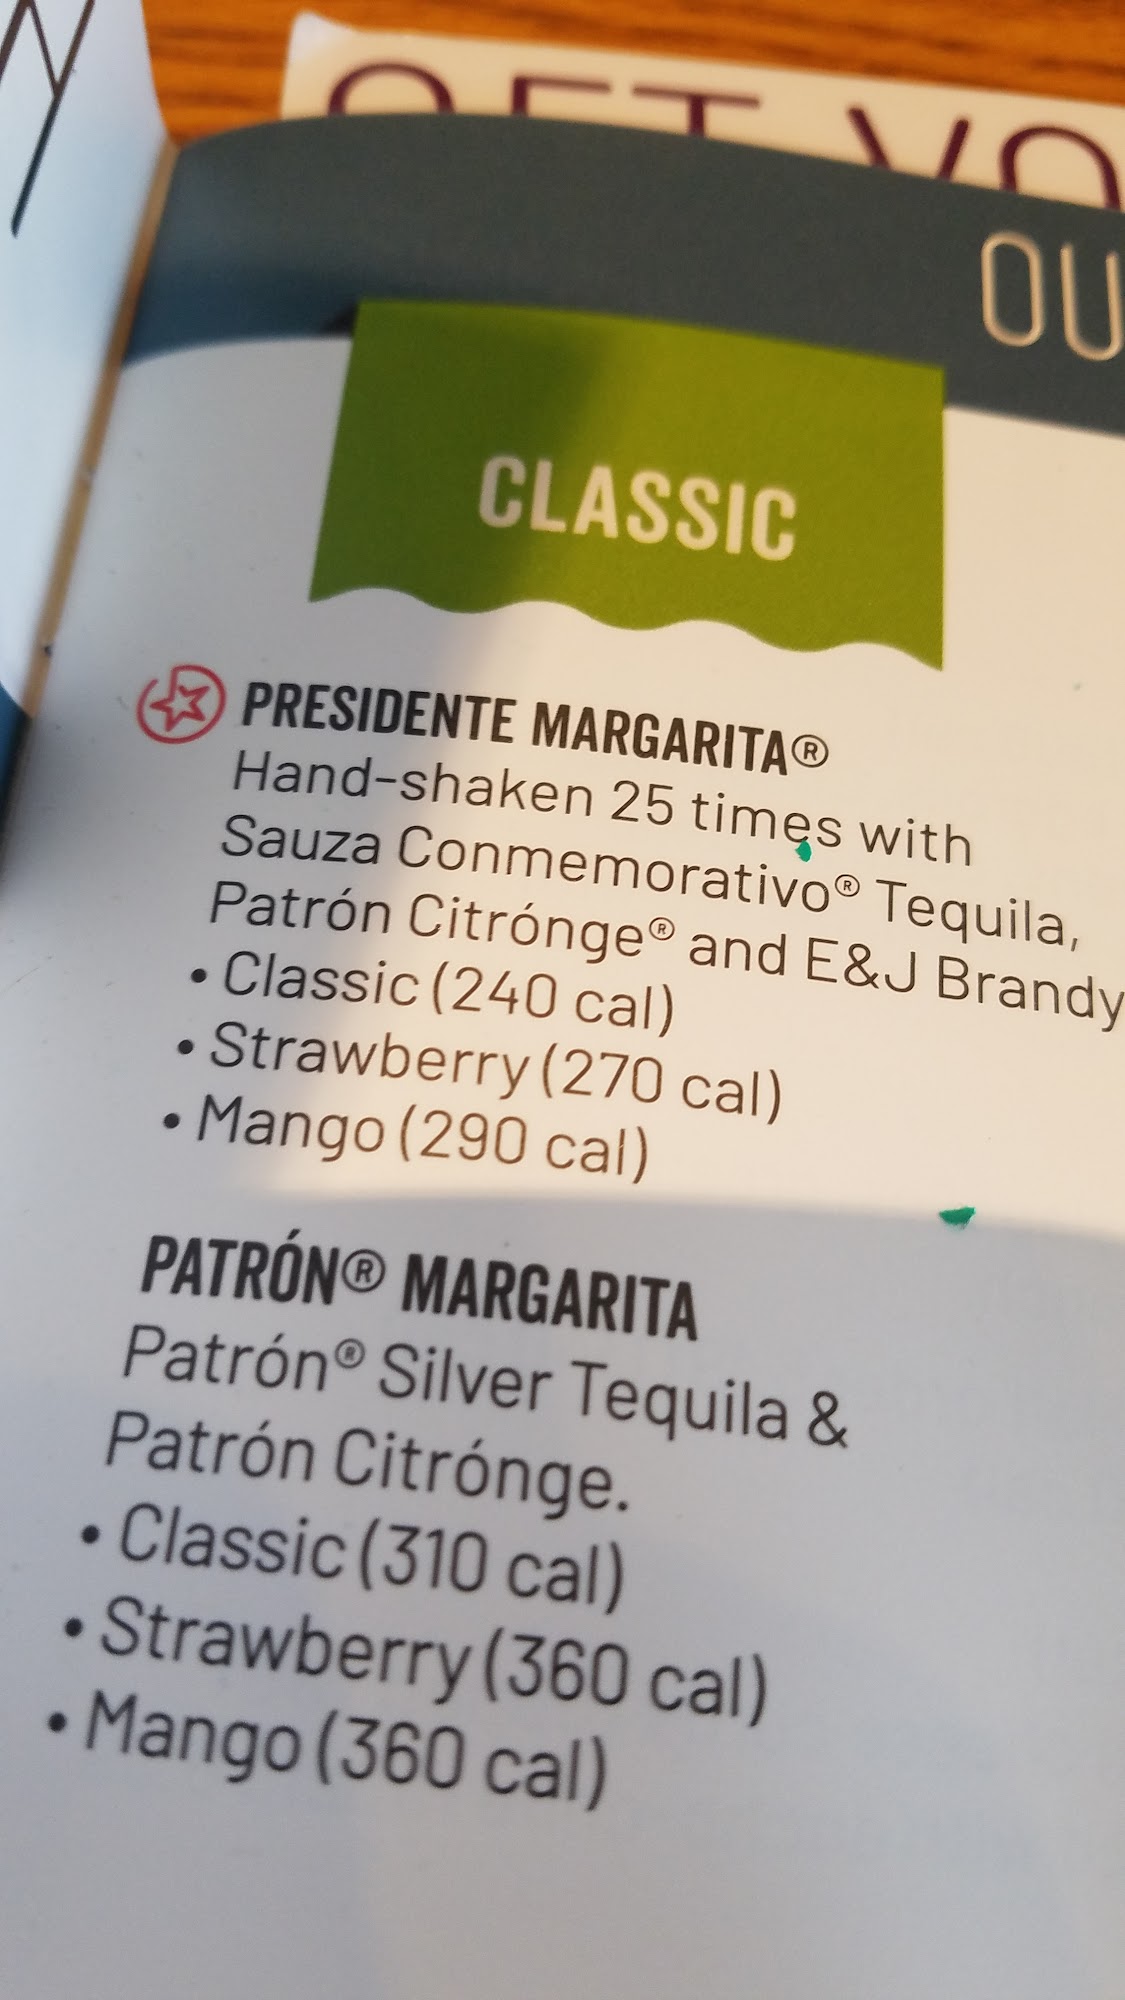 OU
CLASSIC
PRESIDENTE MARGARITA®
Hand-shaken 25 times with
Sauza Conmemorativo® Tequila,
Patrón Citrónge® and E&J Brandy
• Classic (240 cal)
• Strawberry (270 cal)
• Mango (290 cal)
PATRÓN® MARGARITA
Patrón® Silver Tequila &
Patrón Citrónge.
• Classic (310 cal)
• Strawberry (360 cal)
• Mango (360 cal)